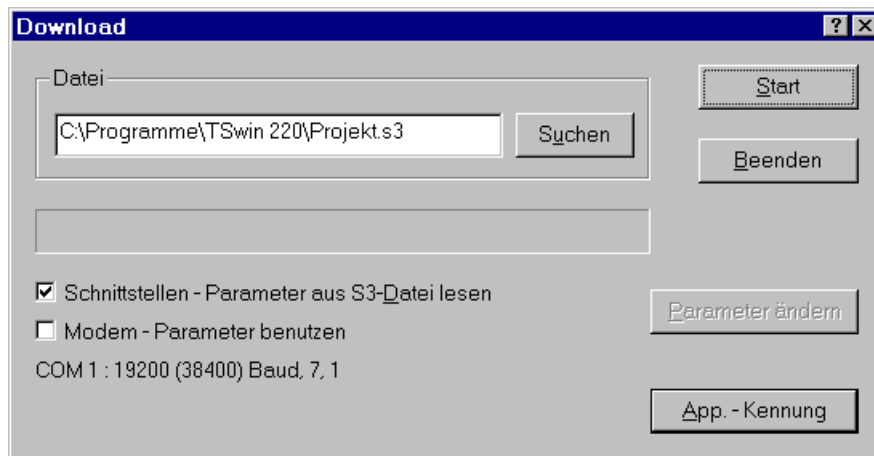 Download
Datei
C:\Programme\TSwin 220\Projekt.s3
Suchen
Start
Beenden
Schnittstellen - Parameter aus S3-Datei lesen
Modem - Parameter benutzen
COM 1 : 19200 (38400) Baud, 7, 1
Parameter ändern
App. - Kennung